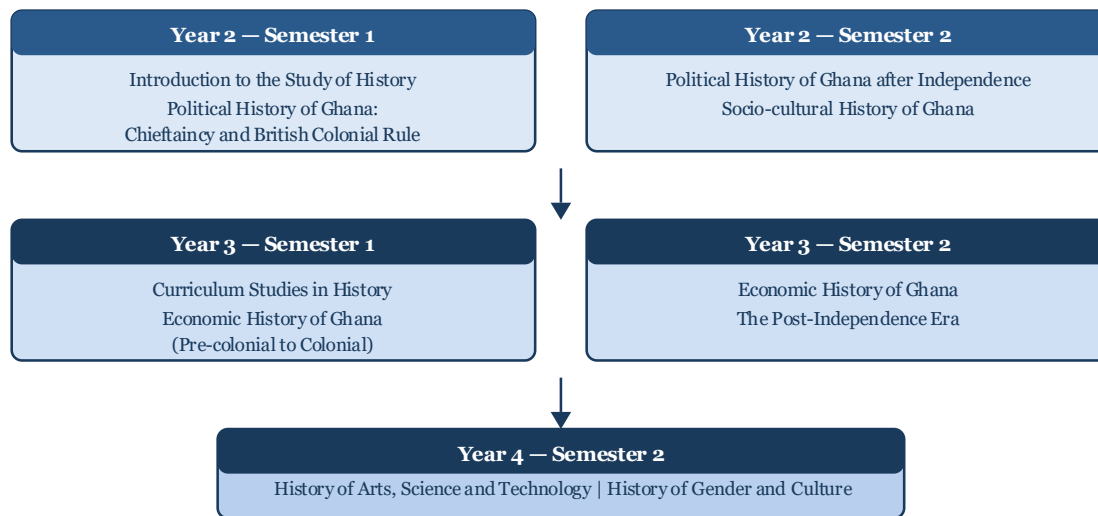 Year 2 — Semester 1
Introduction to the Study of History
Political History of Ghana:
Chieftaincy and British Colonial Rule
Year 2 — Semester 2
Political History of Ghana after Independence
Socio-cultural History of Ghana
Year 3 — Semester 1
Curriculum Studies in History
Economic History of Ghana
(Pre-colonial to Colonial)
Year 3 — Semester 2
Economic History of Ghana
The Post-Independence Era
Year 4 — Semester 2
History of Arts, Science and Technology | History of Gender and Culture